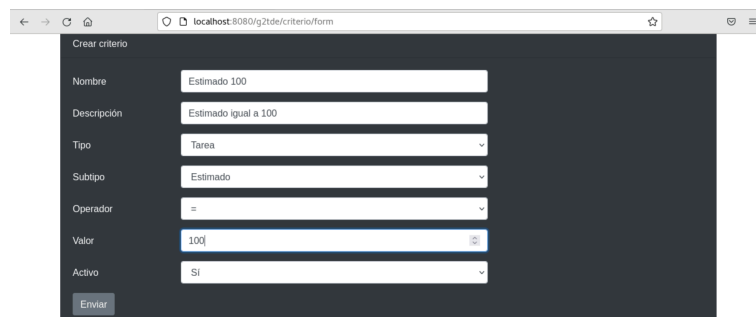 localhost:8080/g2tde/criterio/form
Crear criterio
Nombre Estimado 100
Descripción Estimado igual a 100
Tipo Tarea
Subtipo Estimado
Operador =
Valor 100
Activo Sí
Enviar